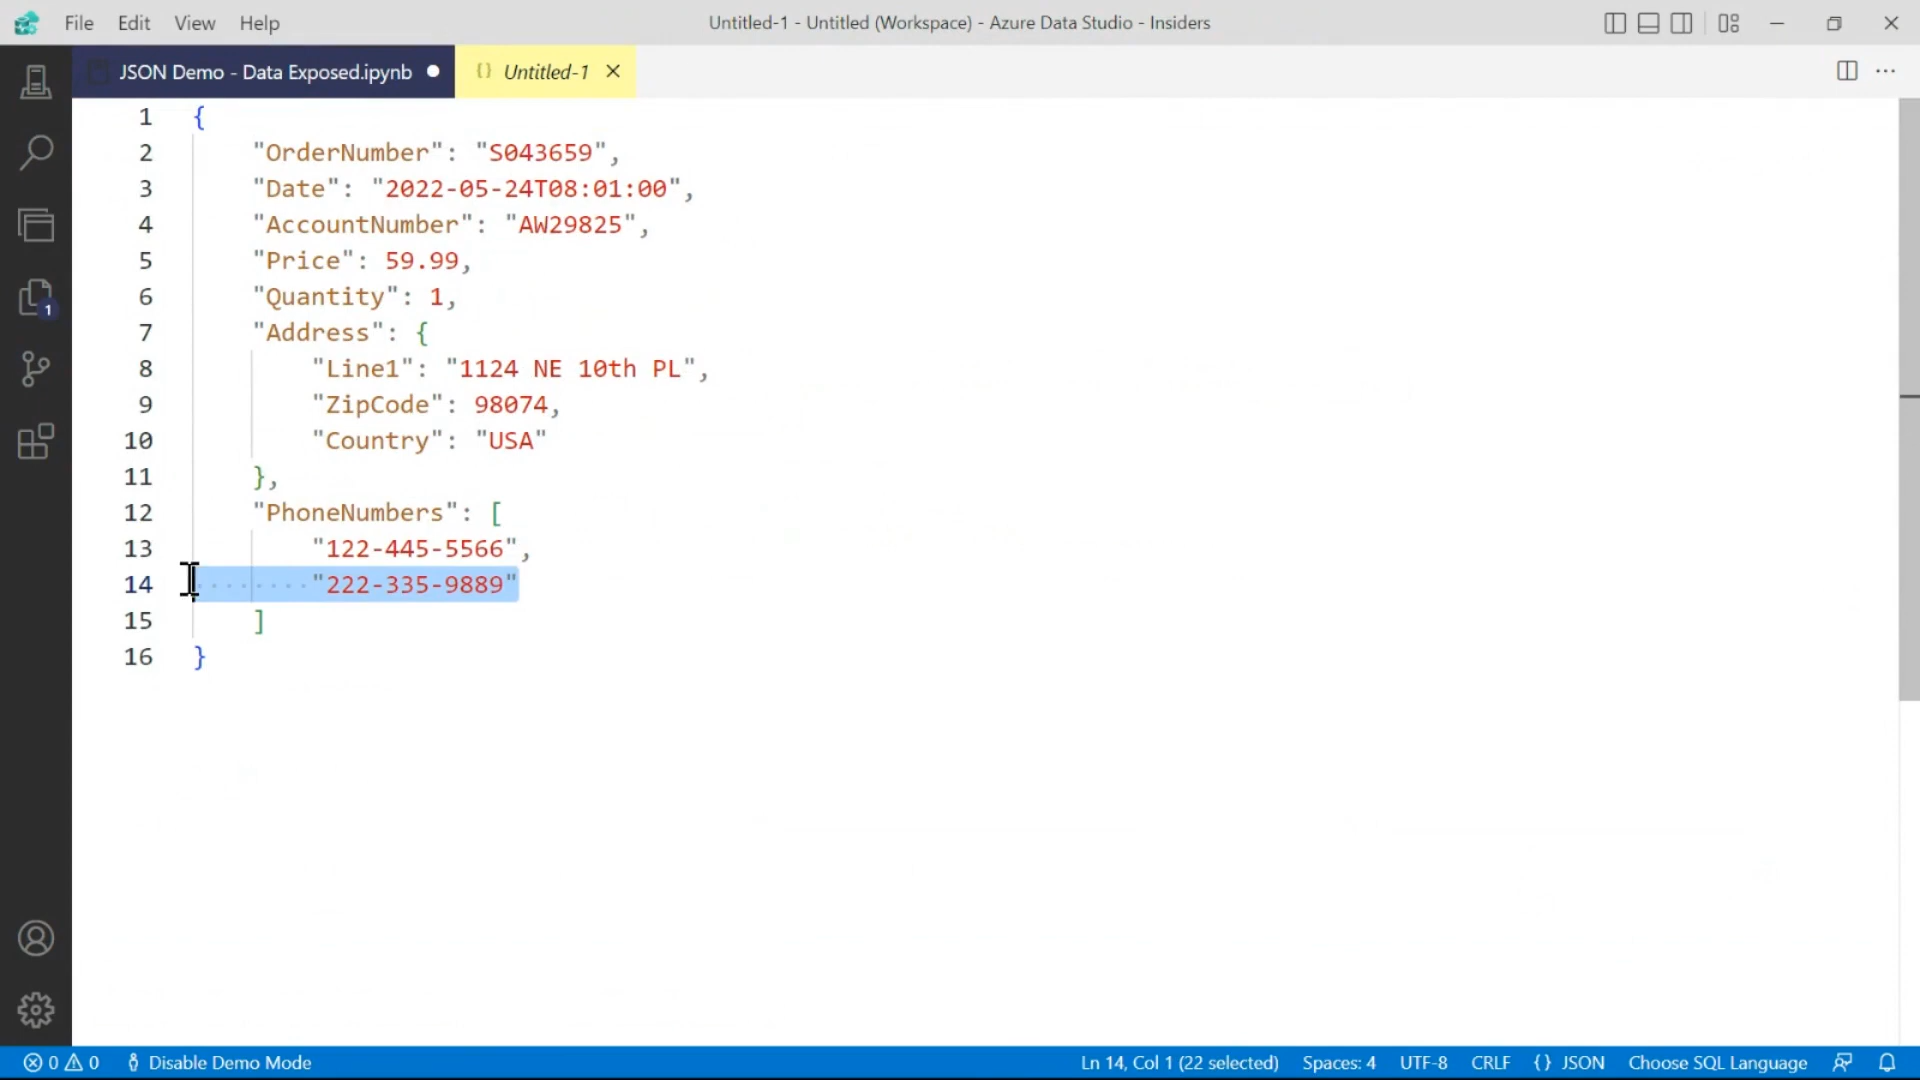 File Edit View Help
Untitled-1 - Untitled (Workspace) - Azure Data Studio - Insiders
JSON Demo - Data Exposed.ipynb
{} Untitled-1
1 {
2 "OrderNumber": "S043659",
3 "Date": "2022-05-24T08:01:00",
4 "AccountNumber": "AW29825",
5 "Price": 59.99,
6 "Quantity": 1,
7 "Address": {
8 "Line1": "1124 NE 10th PL",
9 "ZipCode": 98074,
10 "Country": "USA"
11 },
12 "PhoneNumbers": [
13 "122-445-5566",
14 "222-335-9889"
15 ]
16 }
1
0 0 Disable Demo Mode
Ln 14, Col 1 (22 selected) Spaces: 4 UTF-8 CRLF {} JSON Choose SQL Language